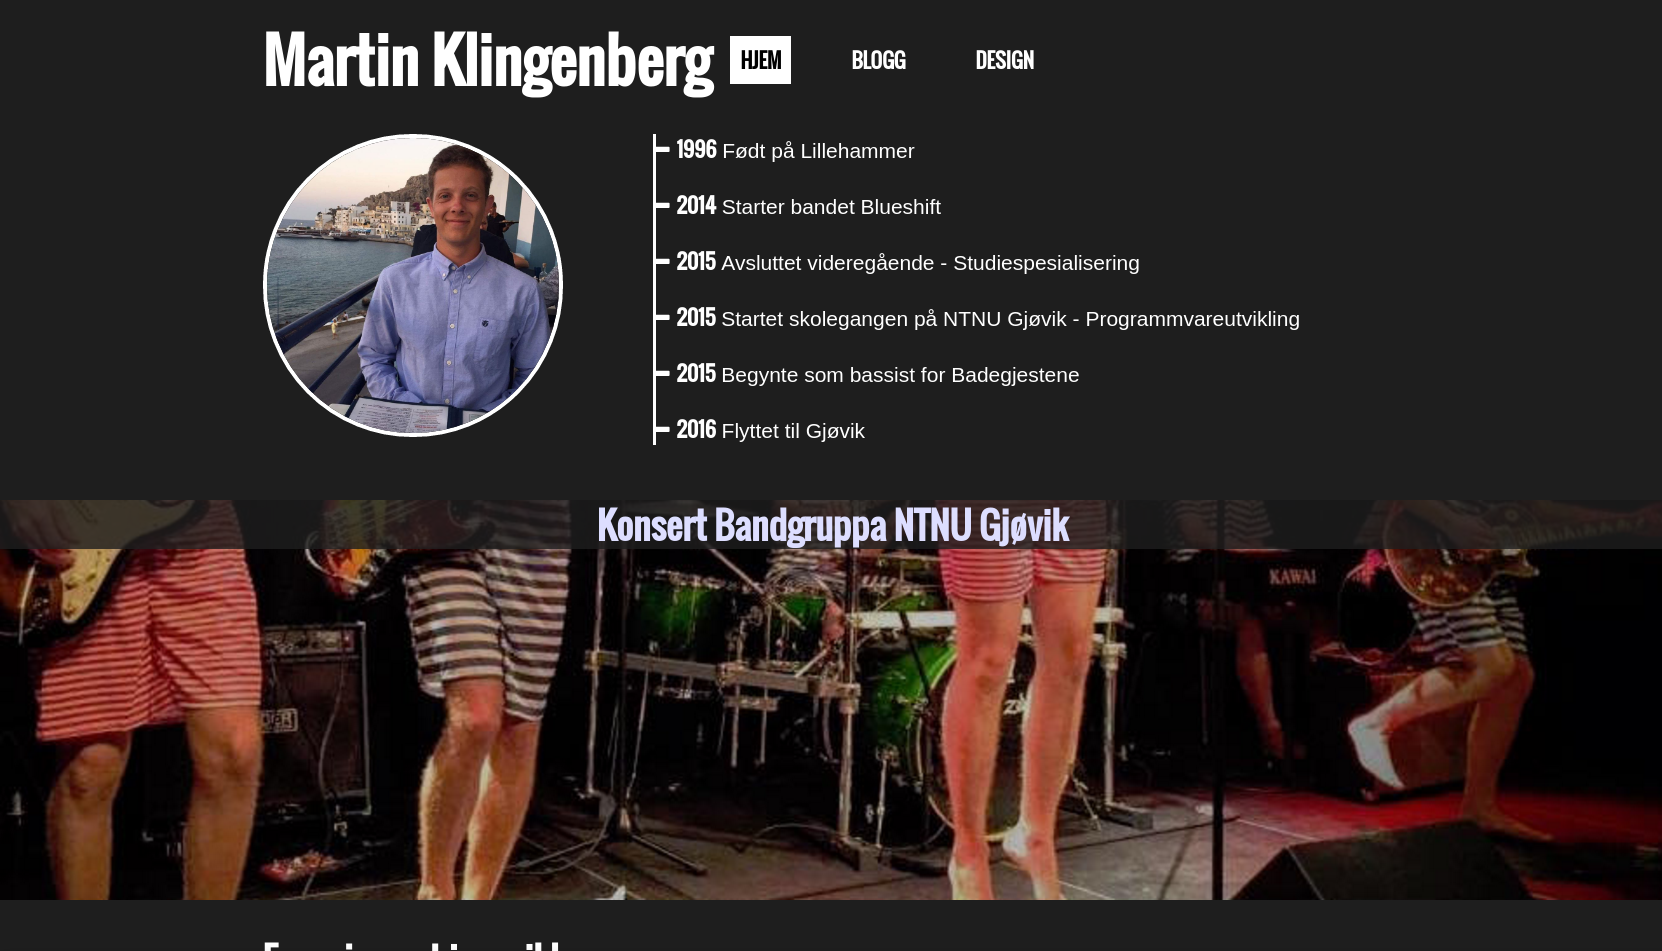 Martin Klingenberg
HJEM
BLOGG
DESIGN
1996 Født på Lillehammer
2014 Starter bandet Blueshift
2015 Avsluttet videregående - Studiespesialisering
2015 Startet skolegangen på NTNU Gjøvik - Programmvareutvikling
2015 Begynte som bassist for Badegjestene
2016 Flyttet til Gjøvik
Konsert Bandgruppa NTNU Gjøvik
KAWAI